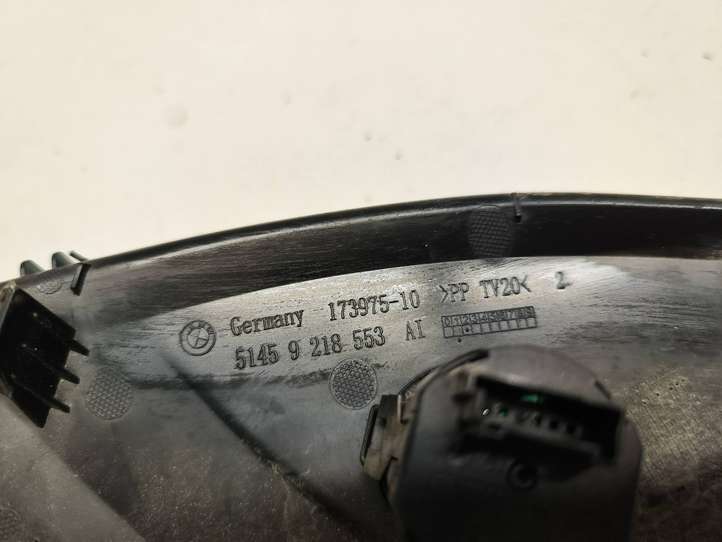 Germany 173975-10 >PP TV20< 2
5145 9 218 553 AI